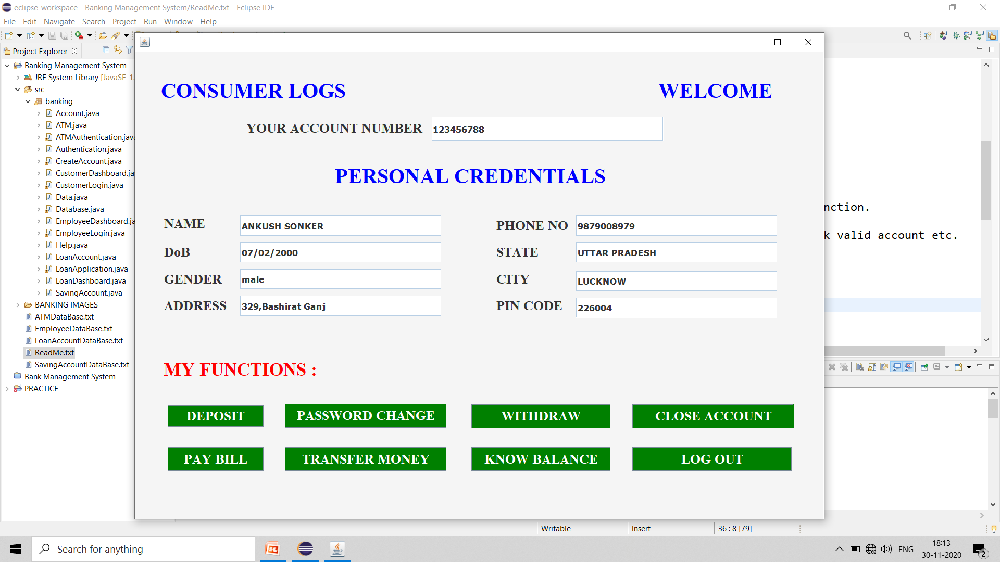 eclipse-workspace - Banking Management System/ReadMe.txt - Eclipse IDE
File Edit Navigate Search Project Run Window Help
Project Explorer
Banking Management System
JRE System Library [JavaSE-1.
src
banking
Account.java
ATM.java
ATMAuthentication.java
Authentication.java
CreateAccount.java
CustomerDashboard.ja
CustomerLogin.java
Data.java
Database.java
EmployeeDashboard.ja
EmployeeLogin.java
Help.java
LoanAccount.java
LoanApplication.java
LoanDashboard.java
SavingAccount.java
BANKING IMAGES
ATMDataBase.txt
EmployeeDataBase.txt
LoanAccountDataBase.txt
ReadMe.txt
SavingAccountDataBase.txt
Bank Management System
PRACTICE
CONSUMER LOGS WELCOME
YOUR ACCOUNT NUMBER 123456788
PERSONAL CREDENTIALS
NAME ANKUSH SONKER PHONE NO 9879008979
DoB 07/02/2000 STATE UTTAR PRADESH
GENDER male CITY LUCKNOW
ADDRESS 329,Bashirat Ganj PIN CODE 226004
MY FUNCTIONS :
DEPOSIT PASSWORD CHANGE WITHDRAW CLOSE ACCOUNT
PAY BILL TRANSFER MONEY KNOW BALANCE LOG OUT
nction.
k valid account etc.
Writable Insert 36 : 8 [79]
Search for anything
ENG 18:13
30-11-2020
2